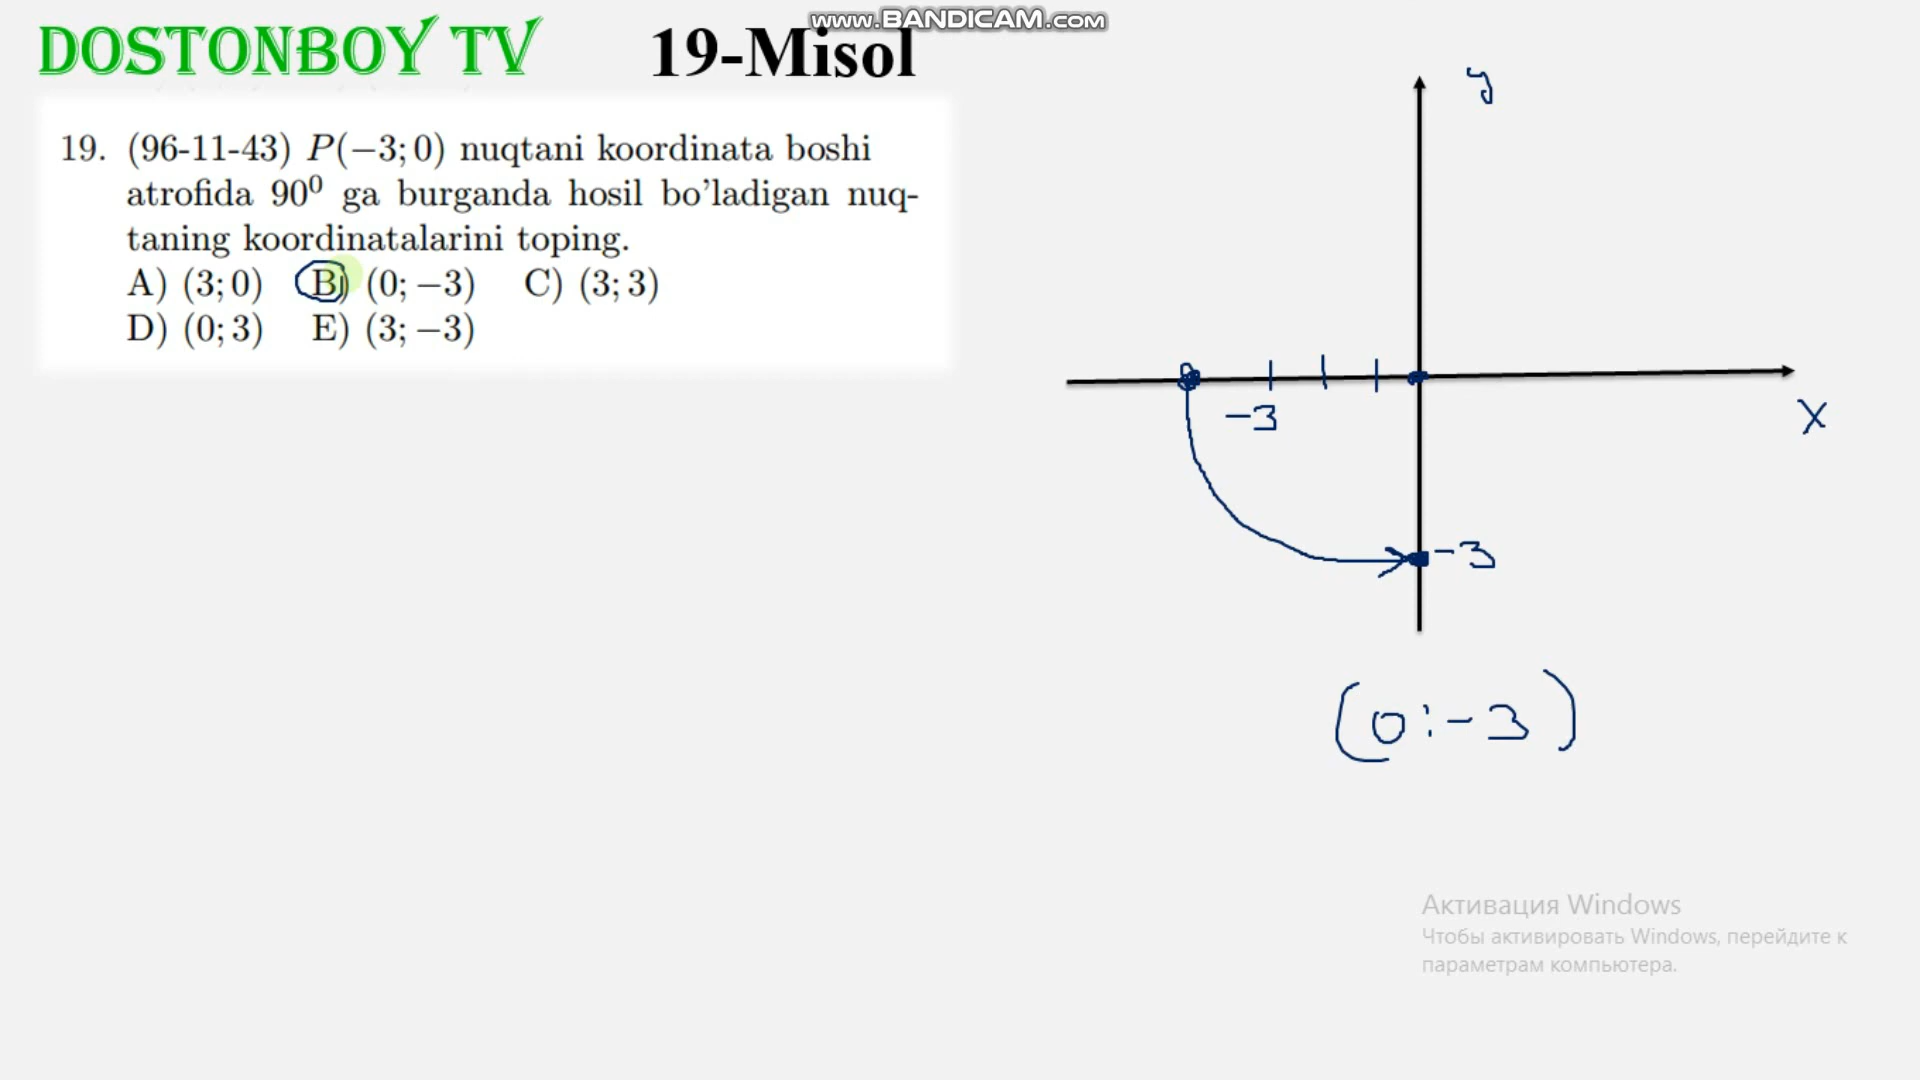 www.BANDICAM.com
DOSTONBOY TV
19-Misol
19. (96-11-43) P(−3; 0) nuqtani koordinata boshi
atrofida 90⁰ ga burganda hosil bo’ladigan nuq-
taning koordinatalarini toping.
A) (3; 0) B) (0; −3) C) (3; 3)
D) (0; 3) E) (3; −3)
y
-3
x
-3
(0:-3)
Активация Windows
Чтобы активировать Windows, перейдите к
параметрам компьютера.